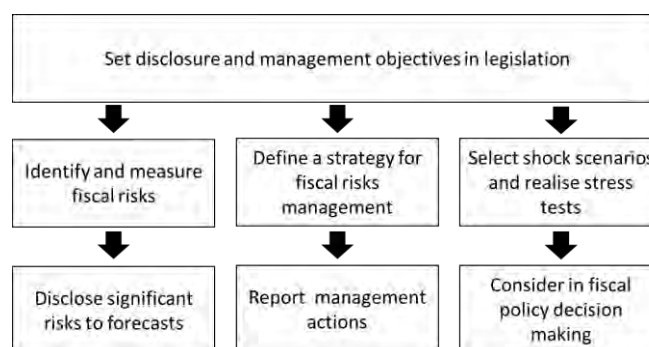 Set disclosure and management objectives in legislation
Identify and measure
fiscal risks
Define a strategy for
fiscal risks
management
Select shock scenarios
and realise stress
tests
Disclose significant
risks to forecasts
Report management
actions
Consider in fiscal
policy decision
making